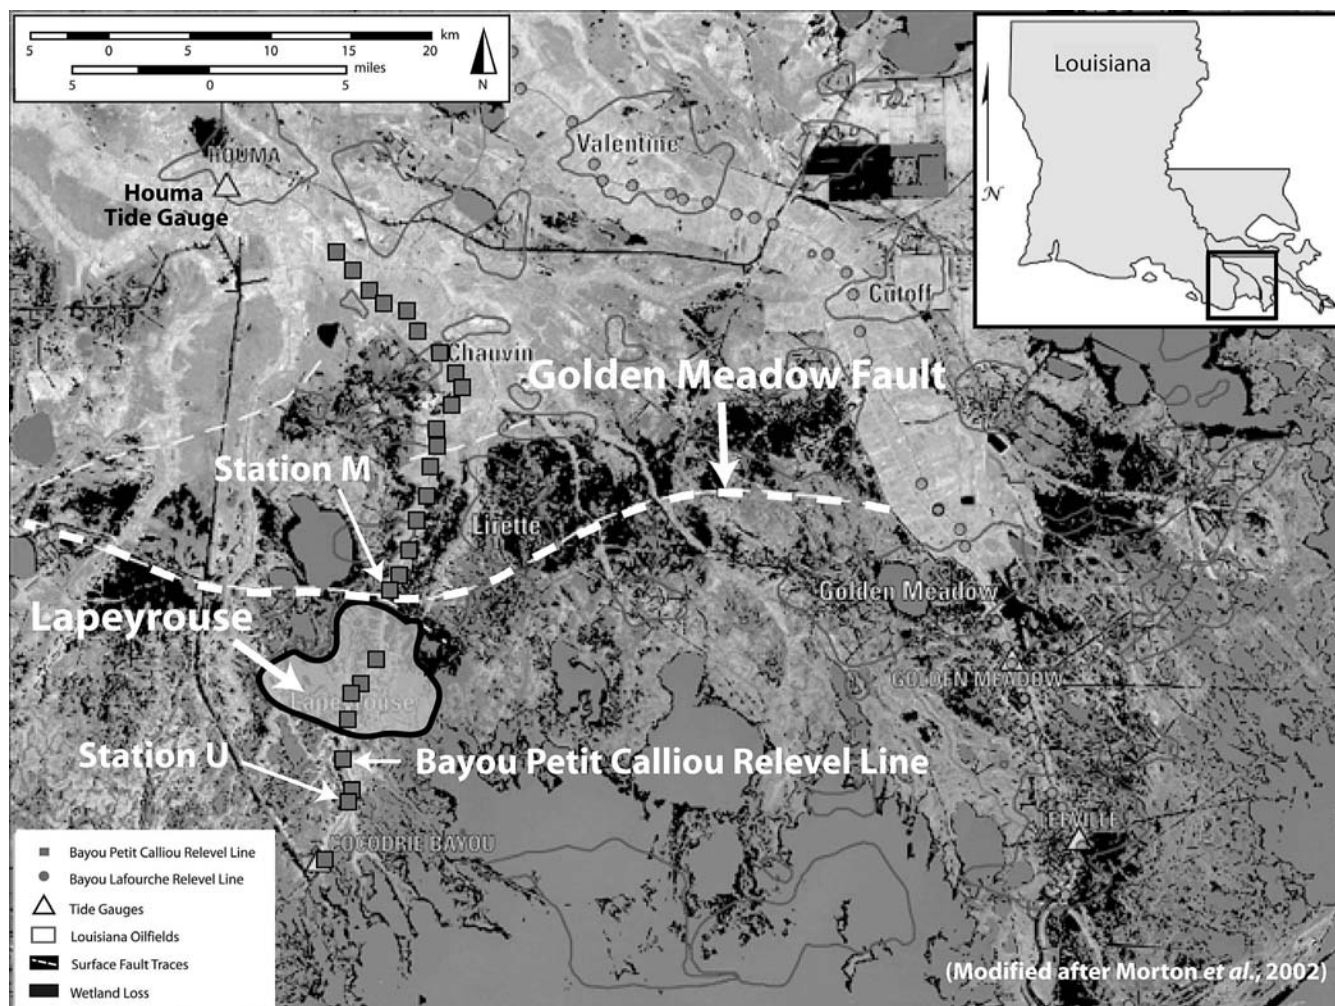 km
5 0 5 10 15 20
miles
5 0 5
N
Louisiana
N
HOUMA
Houma
Tide Gauge
Valentine
Cutoff
Chauvin
Golden Meadow Fault
Station M
Lirette
Golden Meadow
Lapeyrouse
GOLDEN MEADOW
Lapeyrouse
Station U
Bayou Petit Calliou Relevel Line
LEEVILLE
COCODRIE BAYOU
Bayou Petit Calliou Relevel Line
Bayou Lafourche Relevel Line
Tide Gauges
Louisiana Oilfields
Surface Fault Traces
Wetland Loss
(Modified after Morton et al., 2002)